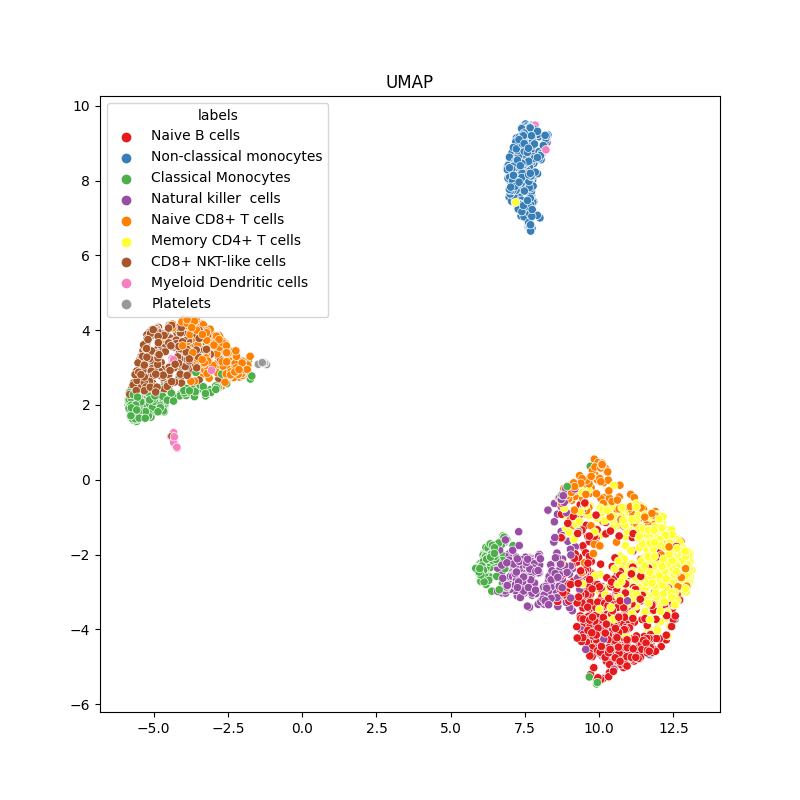 UMAP
labels
Naive B cells
Non-classical monocytes
Classical Monocytes
Natural killer  cells
Naive CD8+ T cells
Memory CD4+ T cells
CD8+ NKT-like cells
Myeloid Dendritic cells
Platelets
10
8
6
4
2
0
−2
−4
−6
−5.0 −2.5 0.0 2.5 5.0 7.5 10.0 12.5